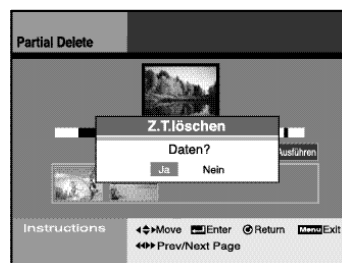 Partial Delete
Z.T.löschen
Daten?
Ausführen
Ja Nein
Instructions
Move Enter Return Menu Exit
Prev/Next Page